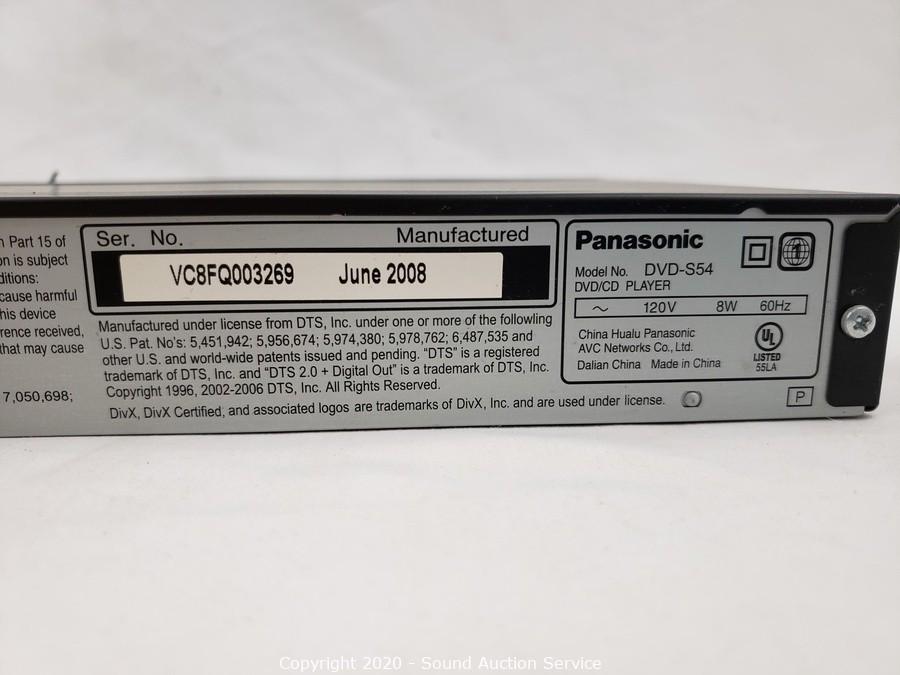 n Part 15 of
on is subject
ditions:
cause harmful
his device
rence received,
that may cause
7,050,698;
Ser. No.
Manufactured
VC8FQ003269
June 2008
Manufactured under license from DTS, Inc. under one or more of the following
U.S. Pat. No's: 5,451,942; 5,956,674; 5,974,380; 5,978,762; 6,487,535 and
other U.S. and world-wide patents issued and pending. “DTS” is a registered
trademark of DTS, Inc. and “DTS 2.0 + Digital Out” is a trademark of DTS, Inc.
Copyright 1996, 2002-2006 DTS, Inc. All Rights Reserved.
DivX, DivX Certified, and associated logos are trademarks of DivX, Inc. and are used under license.
Panasonic
1
Model No. DVD-S54
DVD/CD PLAYER
~ 120V 8W 60Hz
China Hualu Panasonic
AVC Networks Co., Ltd.
Dalian China Made in China
UL
LISTED
55LA
P
Copyright 2020 - Sound Auction Service